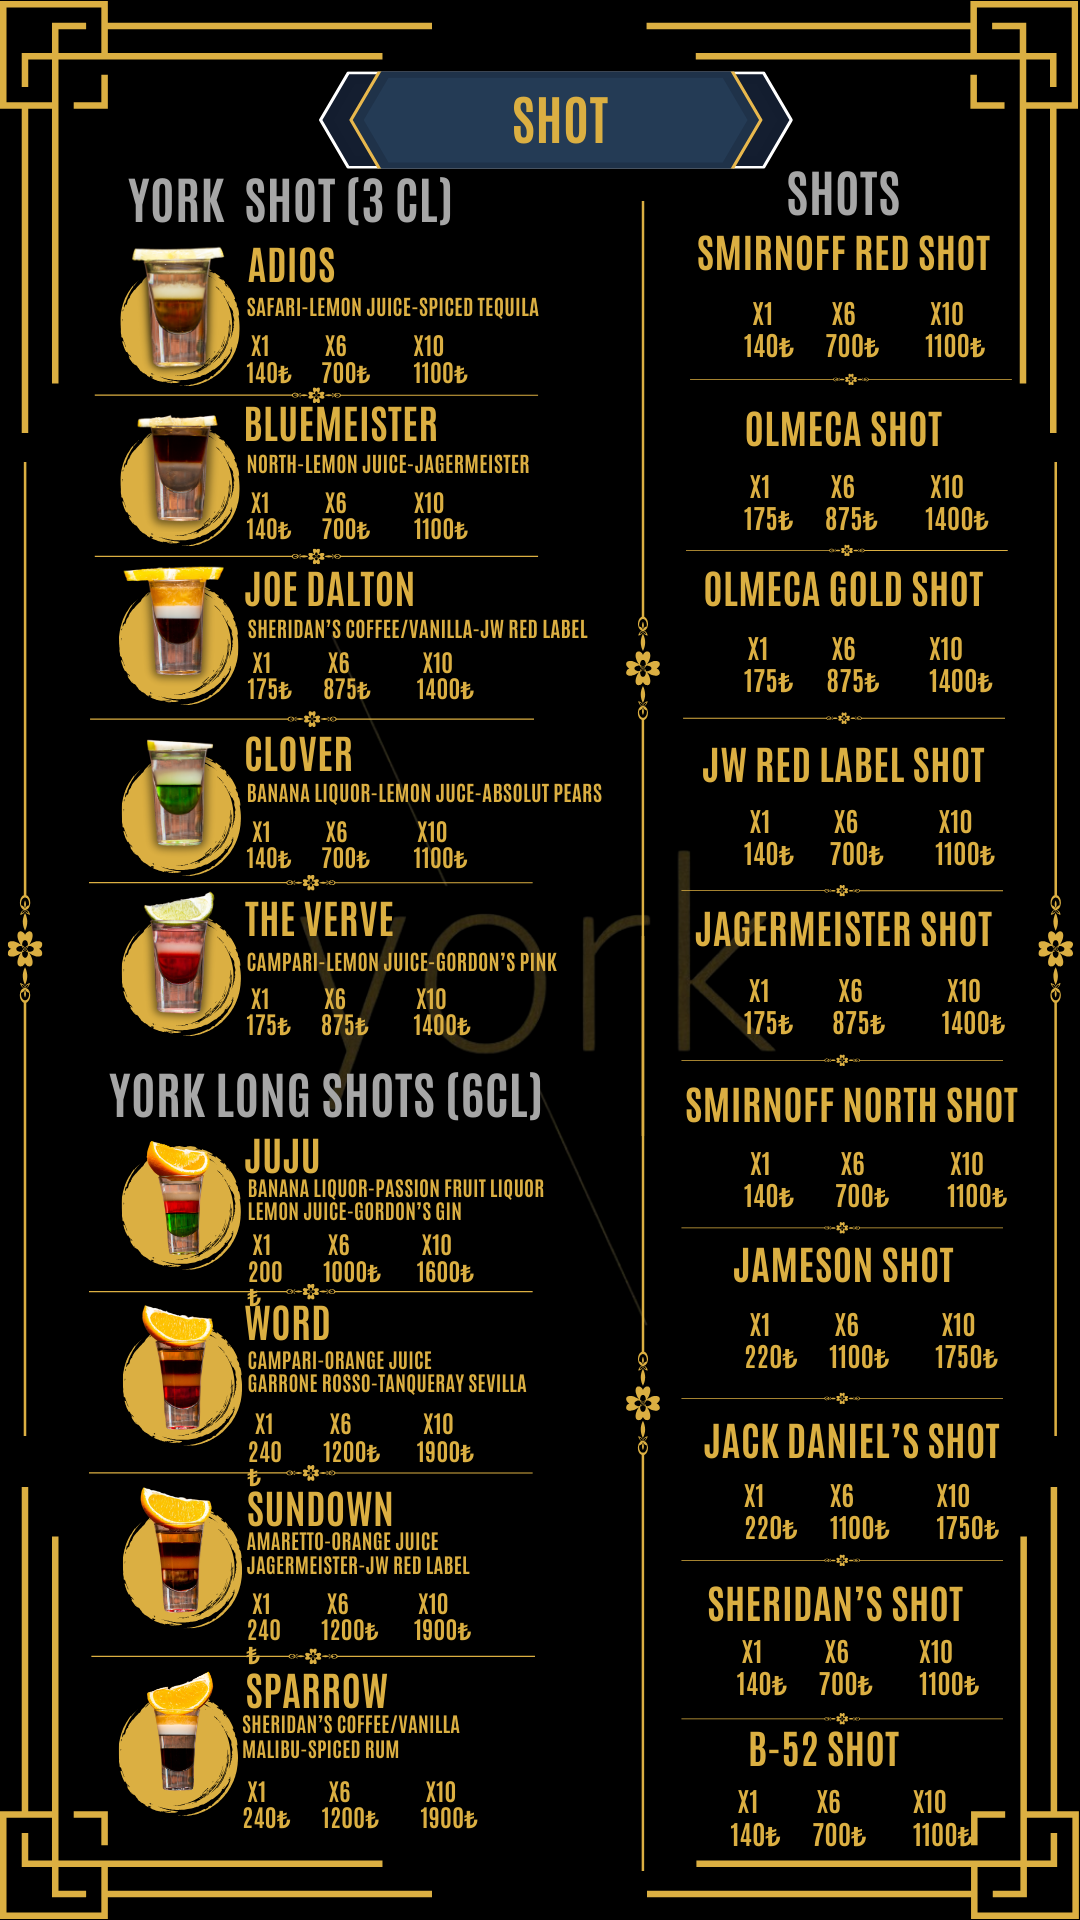 SHOT
YORK SHOT (3 CL)
ADIOS
SAFARI-LEMON JUICE-SPICED TEQUILA
X1 X6 X10
140₺ 700₺ 1100₺
BLUEMEISTER
NORTH-LEMON JUICE-JAGERMEISTER
X1 X6 X10
140₺ 700₺ 1100₺
JOE DALTON
SHERIDAN'S COFFEE/VANILLA-JW RED LABEL
X1 X6 X10
175₺ 875₺ 1400₺
CLOVER
BANANA LIQUOR-LEMON JUCE-ABSOLUT PEARS
X1 X6 X10
140₺ 700₺ 1100₺
THE VERVE
CAMPARI-LEMON JUICE-GORDON'S PINK
X1 X6 X10
175₺ 875₺ 1400₺
YORK LONG SHOTS (6CL)
JUJU
BANANA LIQUOR-PASSION FRUIT LIQUOR
LEMON JUICE-GORDON'S GIN
X1 X6 X10
200 1000₺ 1600₺
₺
WORD
CAMPARI-ORANGE JUICE
GARRONE ROSSO-TANQUERAY SEVILLA
X1 X6 X10
240 1200₺ 1900₺
₺
SUNDOWN
AMARETTO-ORANGE JUICE
JAGERMEISTER-JW RED LABEL
X1 X6 X10
240 1200₺ 1900₺
₺
SPARROW
SHERIDAN'S COFFEE/VANILLA
MALIBU-SPICED RUM
X1 X6 X10
240₺ 1200₺ 1900₺
SHOTS
SMIRNOFF RED SHOT
X1 X6 X10
140₺ 700₺ 1100₺
OLMECA SHOT
X1 X6 X10
175₺ 875₺ 1400₺
OLMECA GOLD SHOT
X1 X6 X10
175₺ 875₺ 1400₺
JW RED LABEL SHOT
X1 X6 X10
140₺ 700₺ 1100₺
JAGERMEISTER SHOT
X1 X6 X10
175₺ 875₺ 1400₺
SMIRNOFF NORTH SHOT
X1 X6 X10
140₺ 700₺ 1100₺
JAMESON SHOT
X1 X6 X10
220₺ 1100₺ 1750₺
JACK DANIEL'S SHOT
X1 X6 X10
220₺ 1100₺ 1750₺
SHERIDAN'S SHOT
X1 X6 X10
140₺ 700₺ 1100₺
B-52 SHOT
X1 X6 X10
140₺ 700₺ 1100₺
york